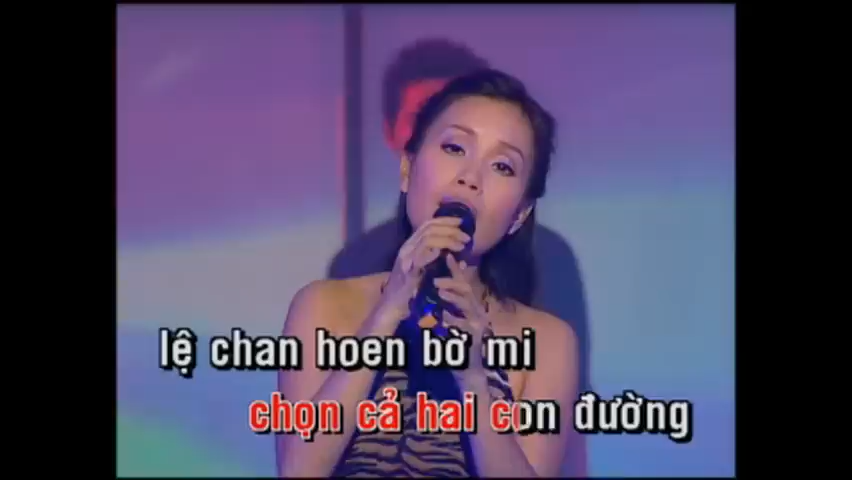 lệ chan hoen bờ mi
chọn cả hai con đường